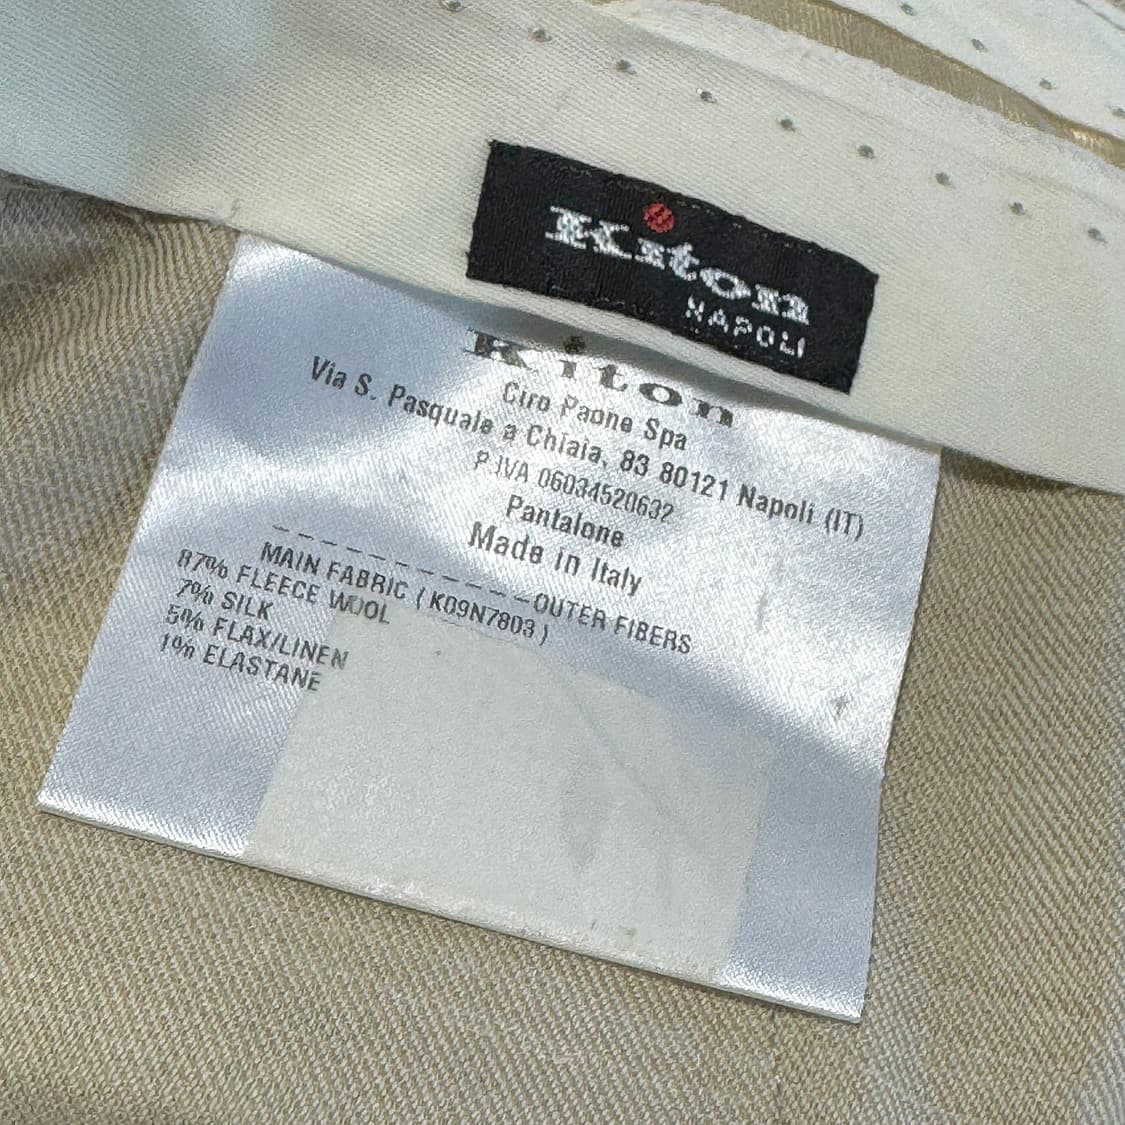 Kiton
NAPOLI
Kiton
Ciro Paone Spa
Via S. Pasquale a Chiaia, 83 80121 Napoli (IT)
P.IVA 06034520632
Pantalone
Made in Italy
OUTER FIBERS
MAIN FABRIC ( K09N7803 )
87% FLEECE WOOL
7% SILK
5% FLAX/LINEN
1% ELASTANE